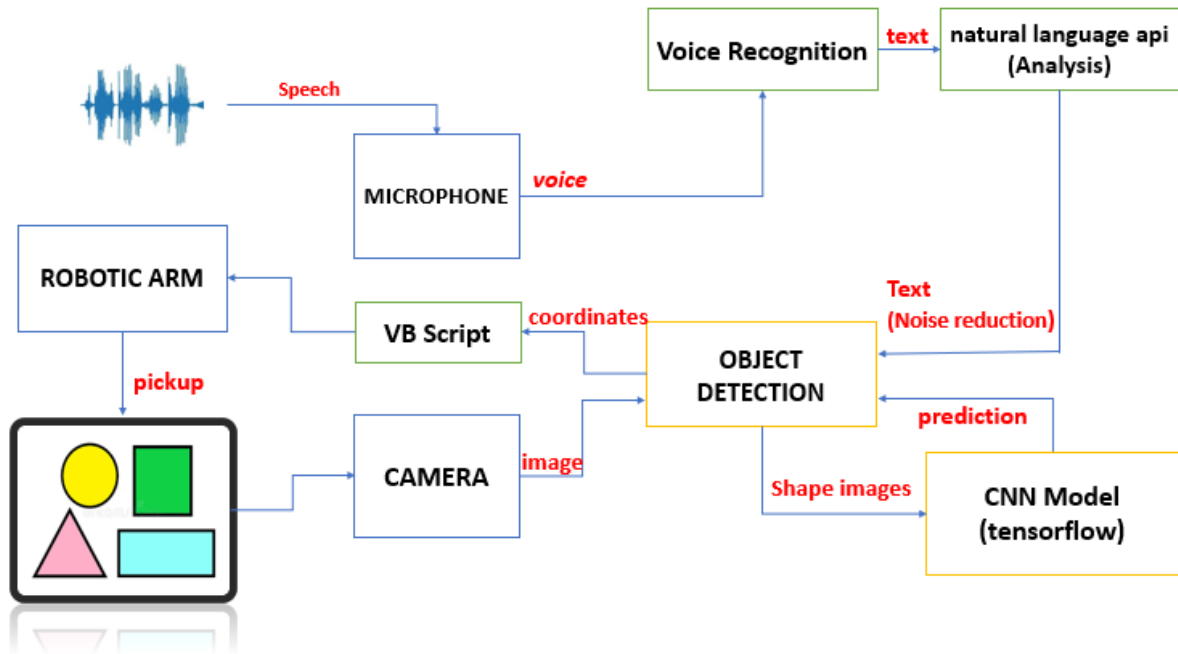 Voice Recognition
text
natural language api
(Analysis)
Speech
MICROPHONE
voice
ROBOTIC ARM
VB Script
coordinates
Text
(Noise reduction)
OBJECT
DETECTION
pickup
prediction
CAMERA
image
Shape images
CNN Model
(tensorflow)